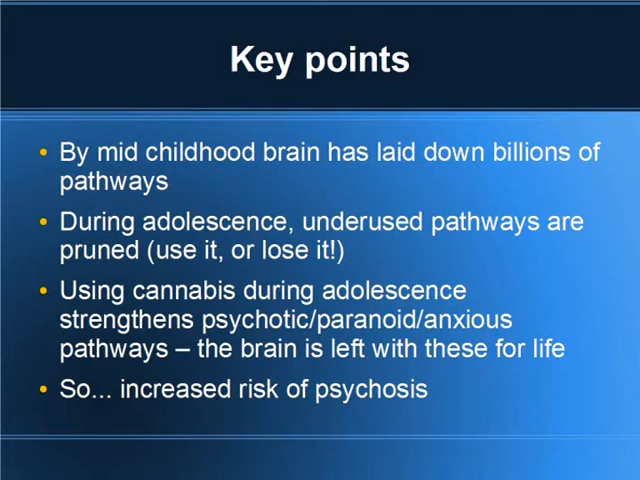 Key points
• By mid childhood brain has laid down billions of
pathways
• During adolescence, underused pathways are
pruned (use it, or lose it!)
• Using cannabis during adolescence
strengthens psychotic/paranoid/anxious
pathways – the brain is left with these for life
• So... increased risk of psychosis